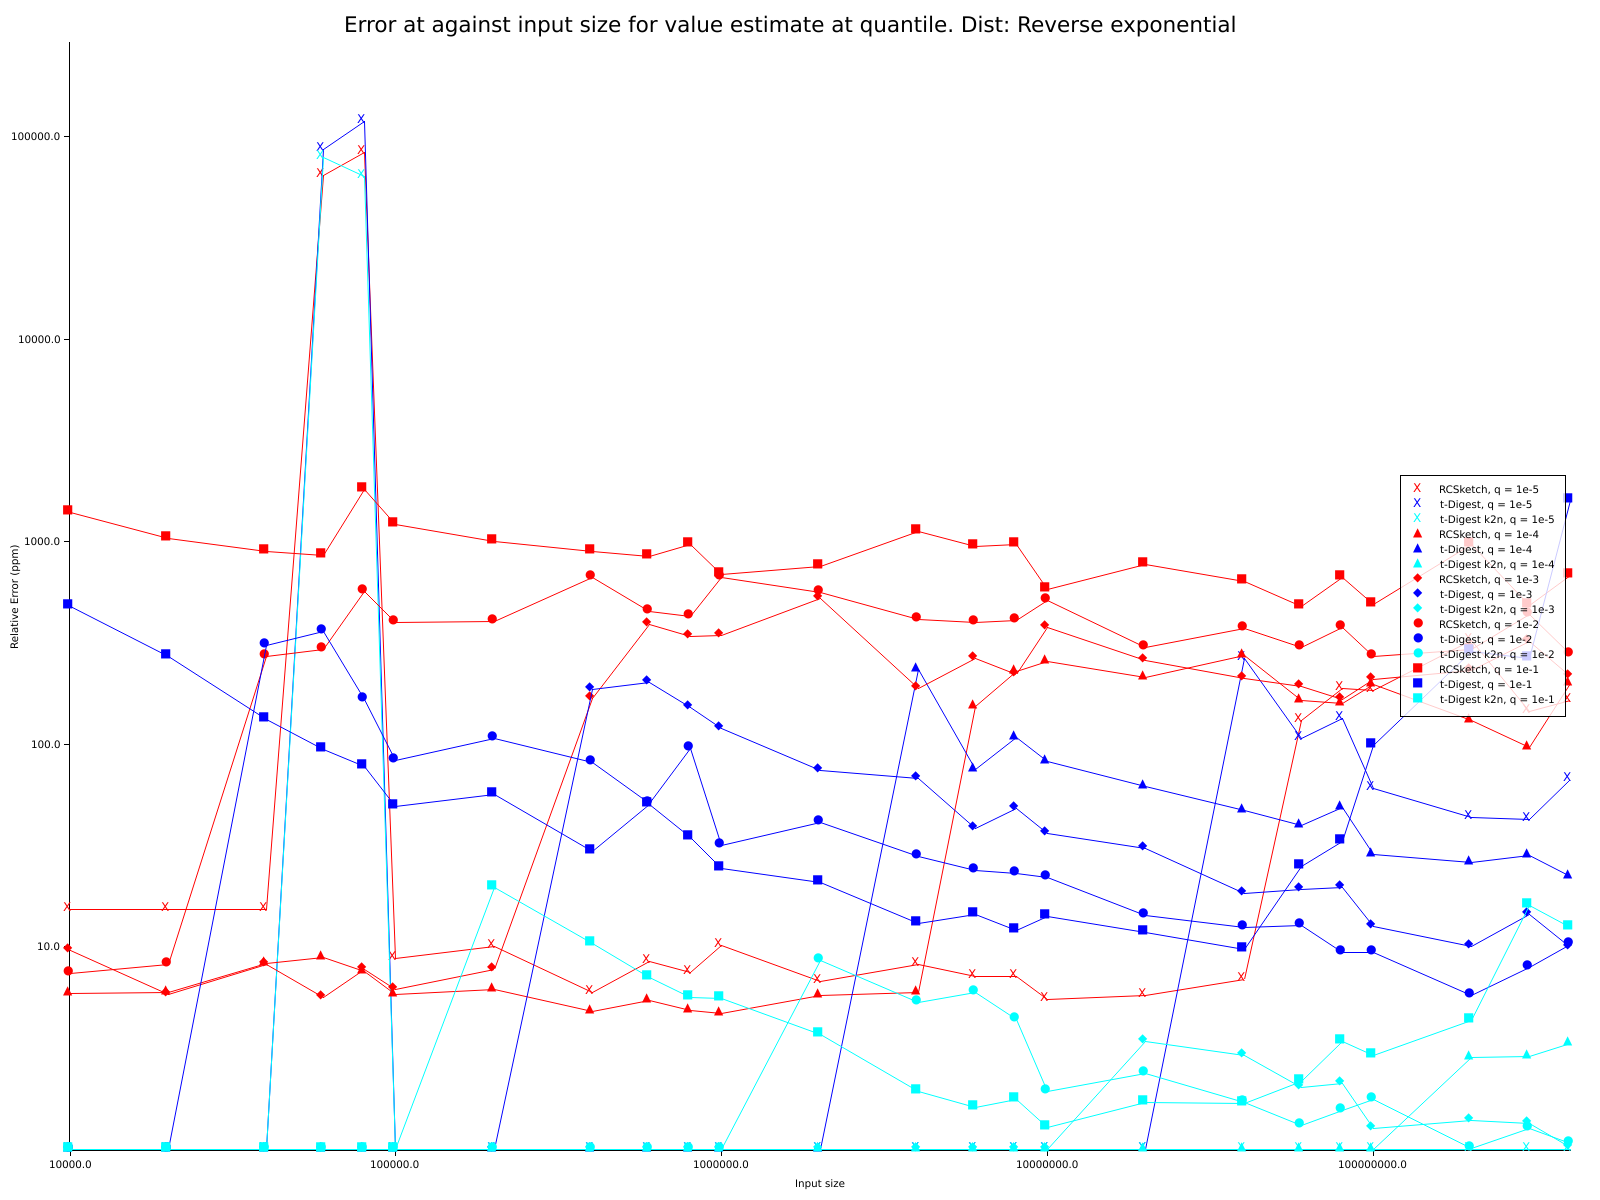 Error at against input size for value estimate at quantile. Dist: Reverse exponential
100000.0
10000.0
1000.0
100.0
10.0
Relative Error (ppm)
X RCSketch, q = 1e-5
X t-Digest, q = 1e-5
X t-Digest k2n, q = 1e-5
RCSketch, q = 1e-4
t-Digest, q = 1e-4
t-Digest k2n, q = 1e-4
RCSketch, q = 1e-3
t-Digest, q = 1e-3
t-Digest k2n, q = 1e-3
RCSketch, q = 1e-2
t-Digest, q = 1e-2
t-Digest k2n, q = 1e-2
RCSketch, q = 1e-1
t-Digest, q = 1e-1
t-Digest k2n, q = 1e-1
10000.0 100000.0 1000000.0 10000000.0 100000000.0
Input size